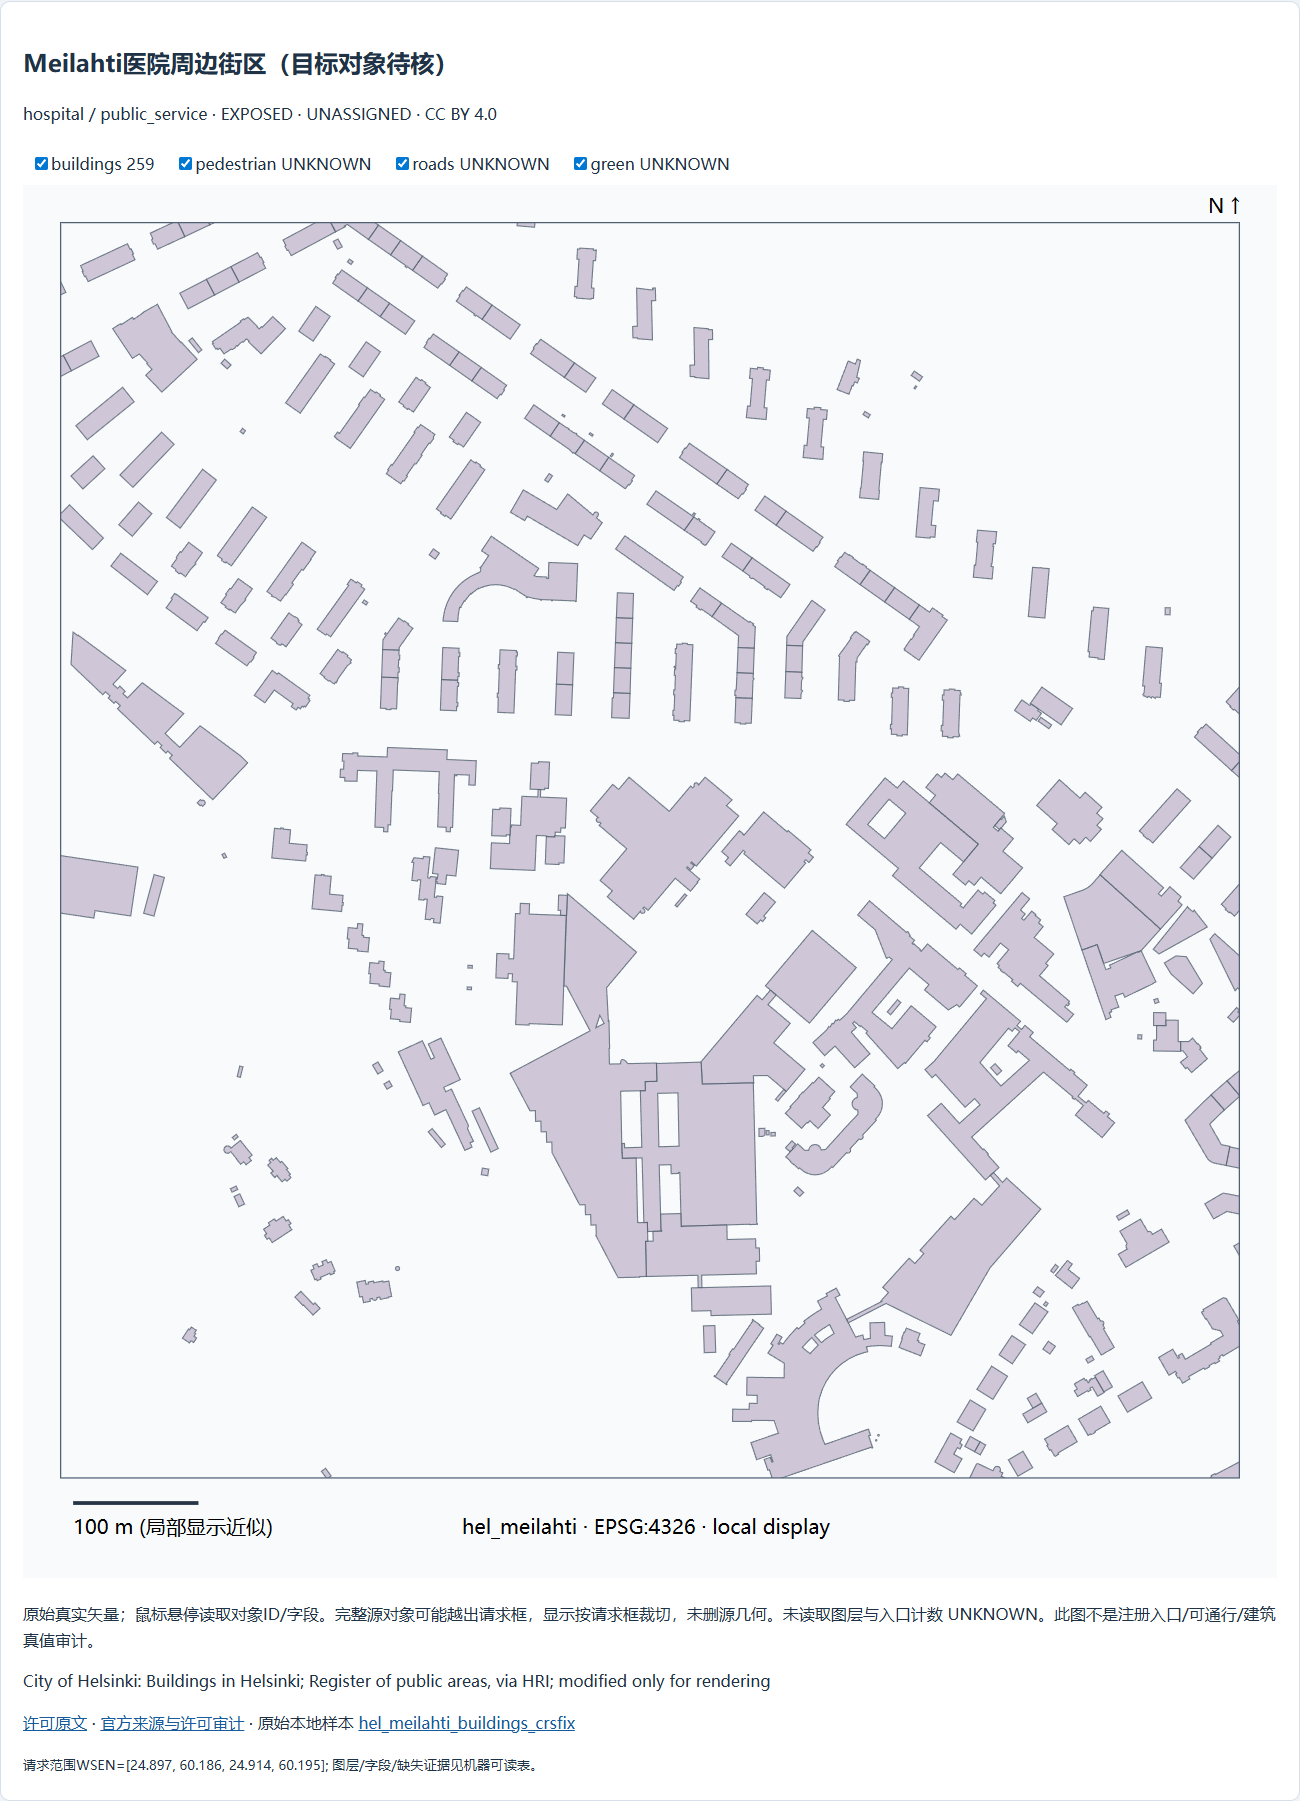 Meilahti医院周边街区（目标对象待核）
hospital / public_service · EXPOSED · UNASSIGNED · CC BY 4.0
buildings 259 pedestrian UNKNOWN roads UNKNOWN green UNKNOWN
N ↑
100 m (局部显示近似)
hel_meilahti · EPSG:4326 · local display
原始真实矢量；鼠标悬停读取对象ID/字段。完整源对象可能越出请求框，显示按请求框裁切，未删源几何。未读取图层与入口计数 UNKNOWN。此图不是注册入口/可通行/建筑
真值审计。
City of Helsinki: Buildings in Helsinki; Register of public areas, via HRI; modified only for rendering
许可原文 · 官方来源与许可审计 · 原始本地样本 hel_meilahti_buildings_crsfix
请求范围WSEN=[24.897, 60.186, 24.914, 60.195]; 图层/字段/缺失证据见机器可读表。